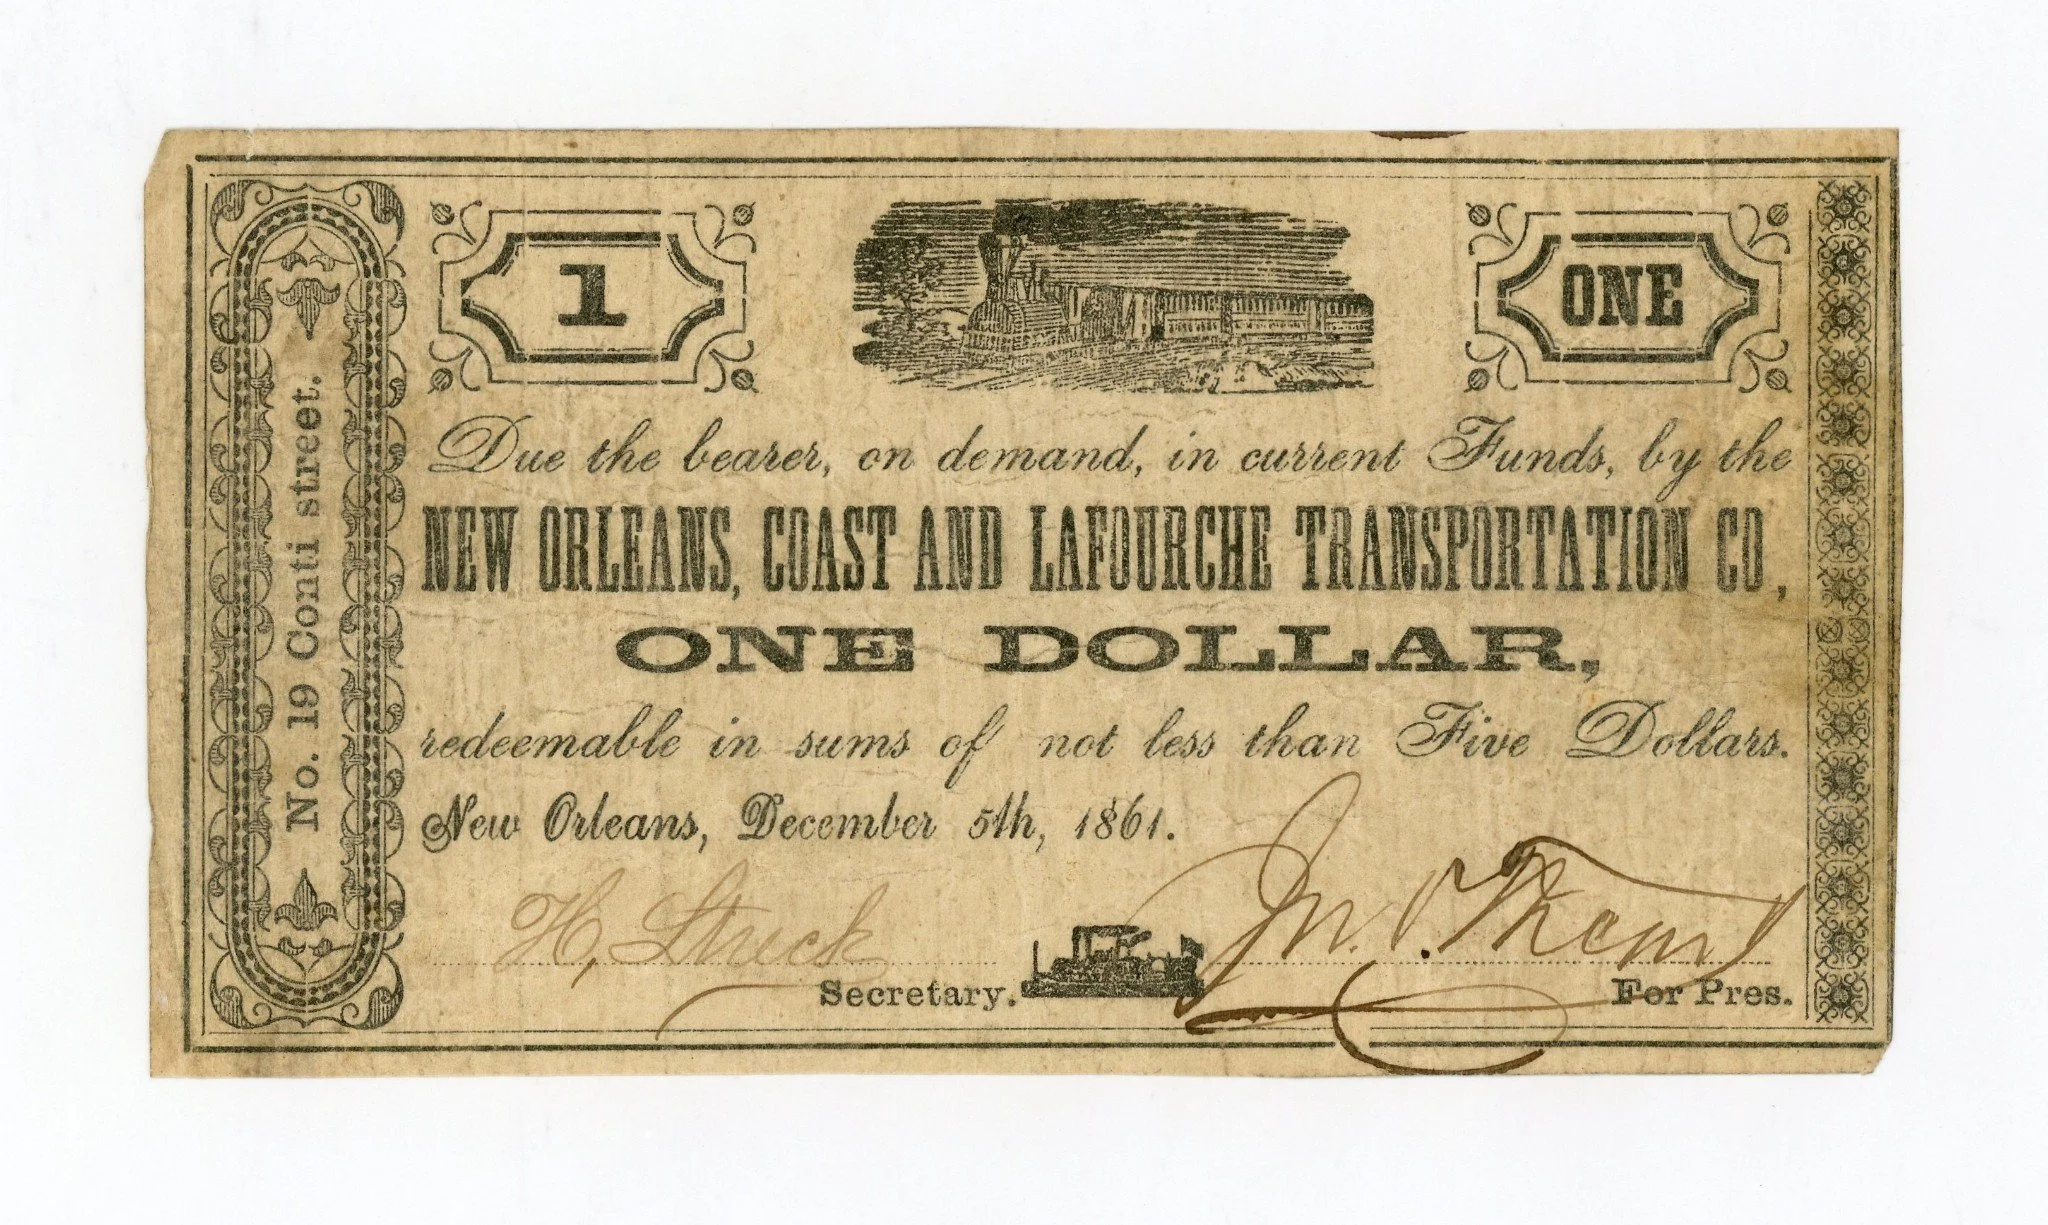 No. 19 Conti street.
1
ONE
Due the bearer, on demand, in current Funds, by the
NEW ORLEANS, COAST AND LAFOURCHE TRANSPORTATION CO,
ONE DOLLAR,
redeemable in sums of not less than Five Dollars.
New Orleans, December 5th, 1861.
H, Stuck
Secretary.
For Pres.